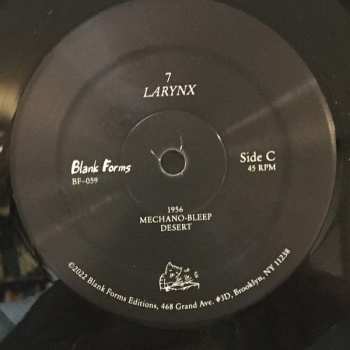 7
LARYNX
Blank Forms
BF–059
Side C
45 RPM
1956
MECHANO-BLEEP
DESERT
©2022 Blank Forms Editions, 468 Grand Ave. #3D, Brooklyn, NY 11238